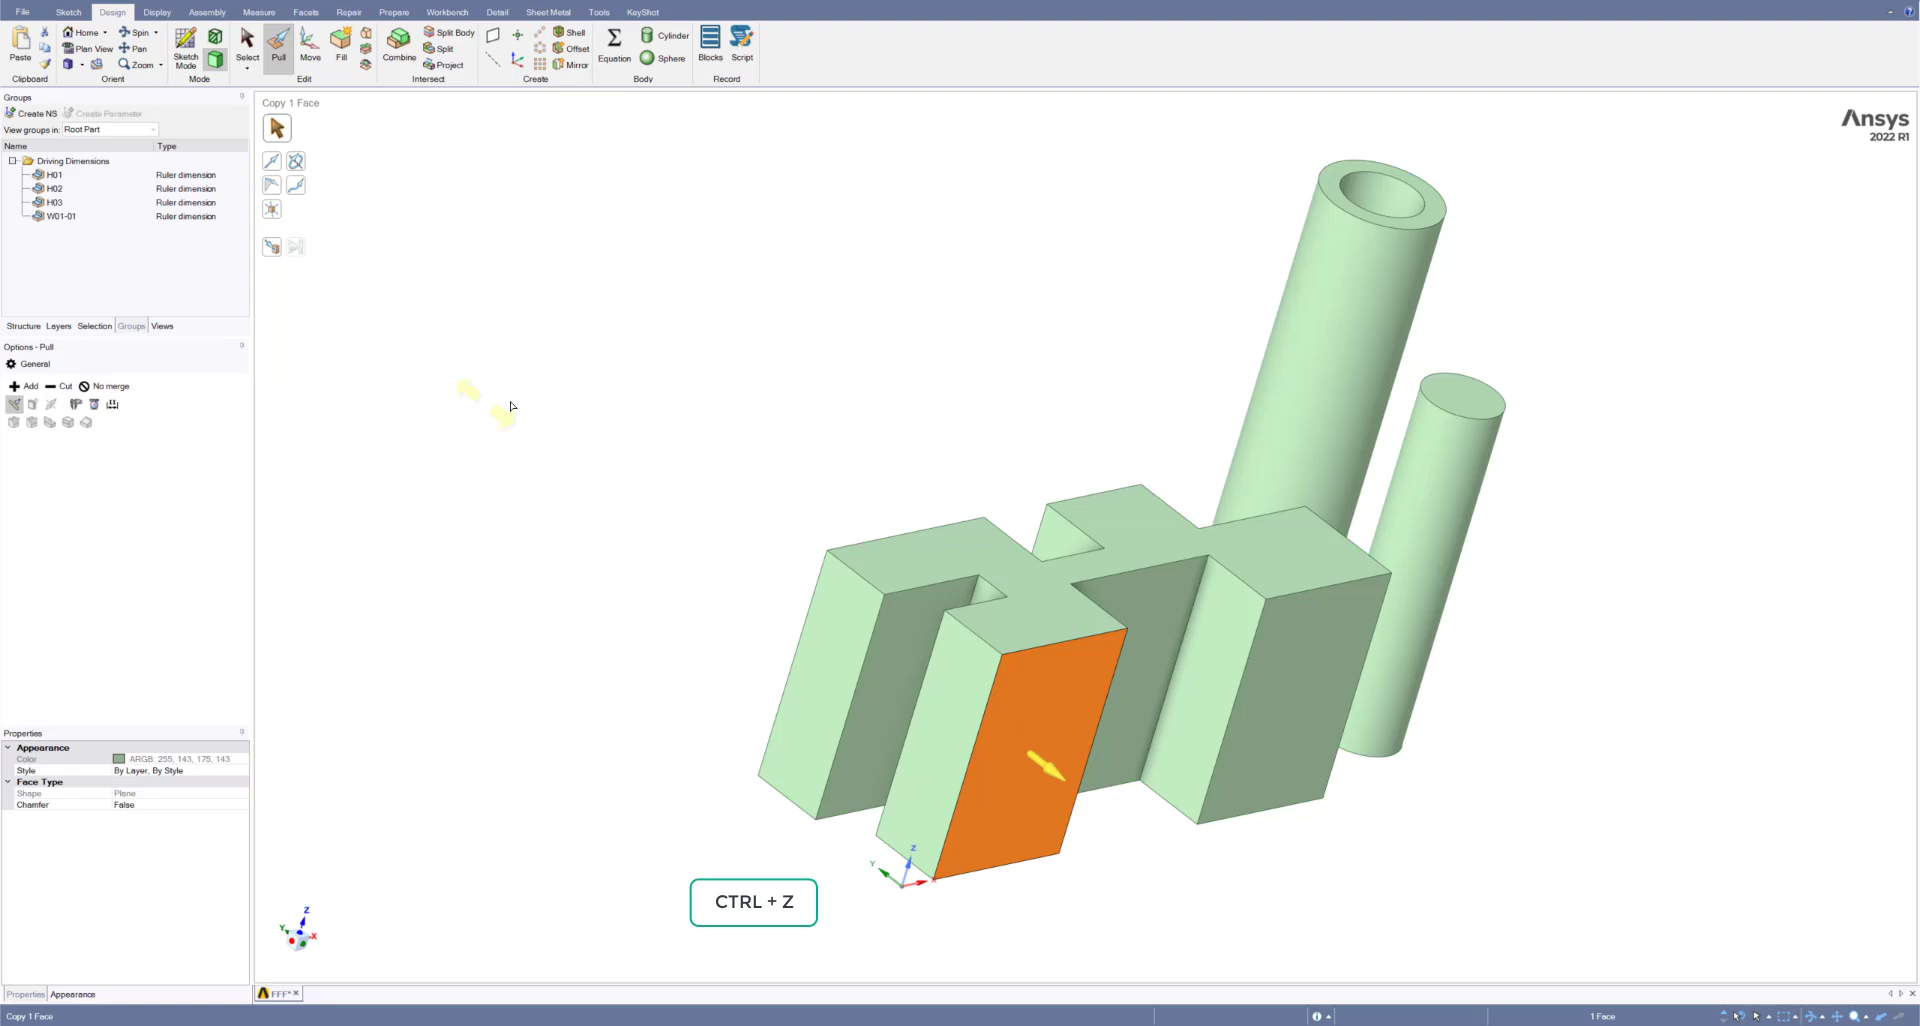 File Sketch Design Display Assembly Measure Facets Repair Prepare Workbench Detail Sheet Metal Tools KeyShot
Home Spin Split Body Shell Cylinder
Plan View Pan Split Offset
Paste Zoom Sketch Mode Select Pull Move Fill Combine Project Mirror Equation Sphere Blocks Script
Clipboard Orient Mode Edit Intersect Create Body Record
Groups
Create NS Create Parameter
View groups in: Root Part
Name Type
Driving Dimensions
H01 Ruler dimension
H02 Ruler dimension
H03 Ruler dimension
W01-01 Ruler dimension
Structure Layers Selection Groups Views
Options - Pull
General
Add Cut No merge
Properties
Appearance
Color ARGB: 255, 143, 175, 143
Style By Layer, By Style
Face Type
Shape Plane
Chamfer False
Properties Appearance
Copy 1 Face
Ansys
2022 R1
Z
Y
CTRL + Z
Z
Y
X
FFF*
Copy 1 Face
1 Face